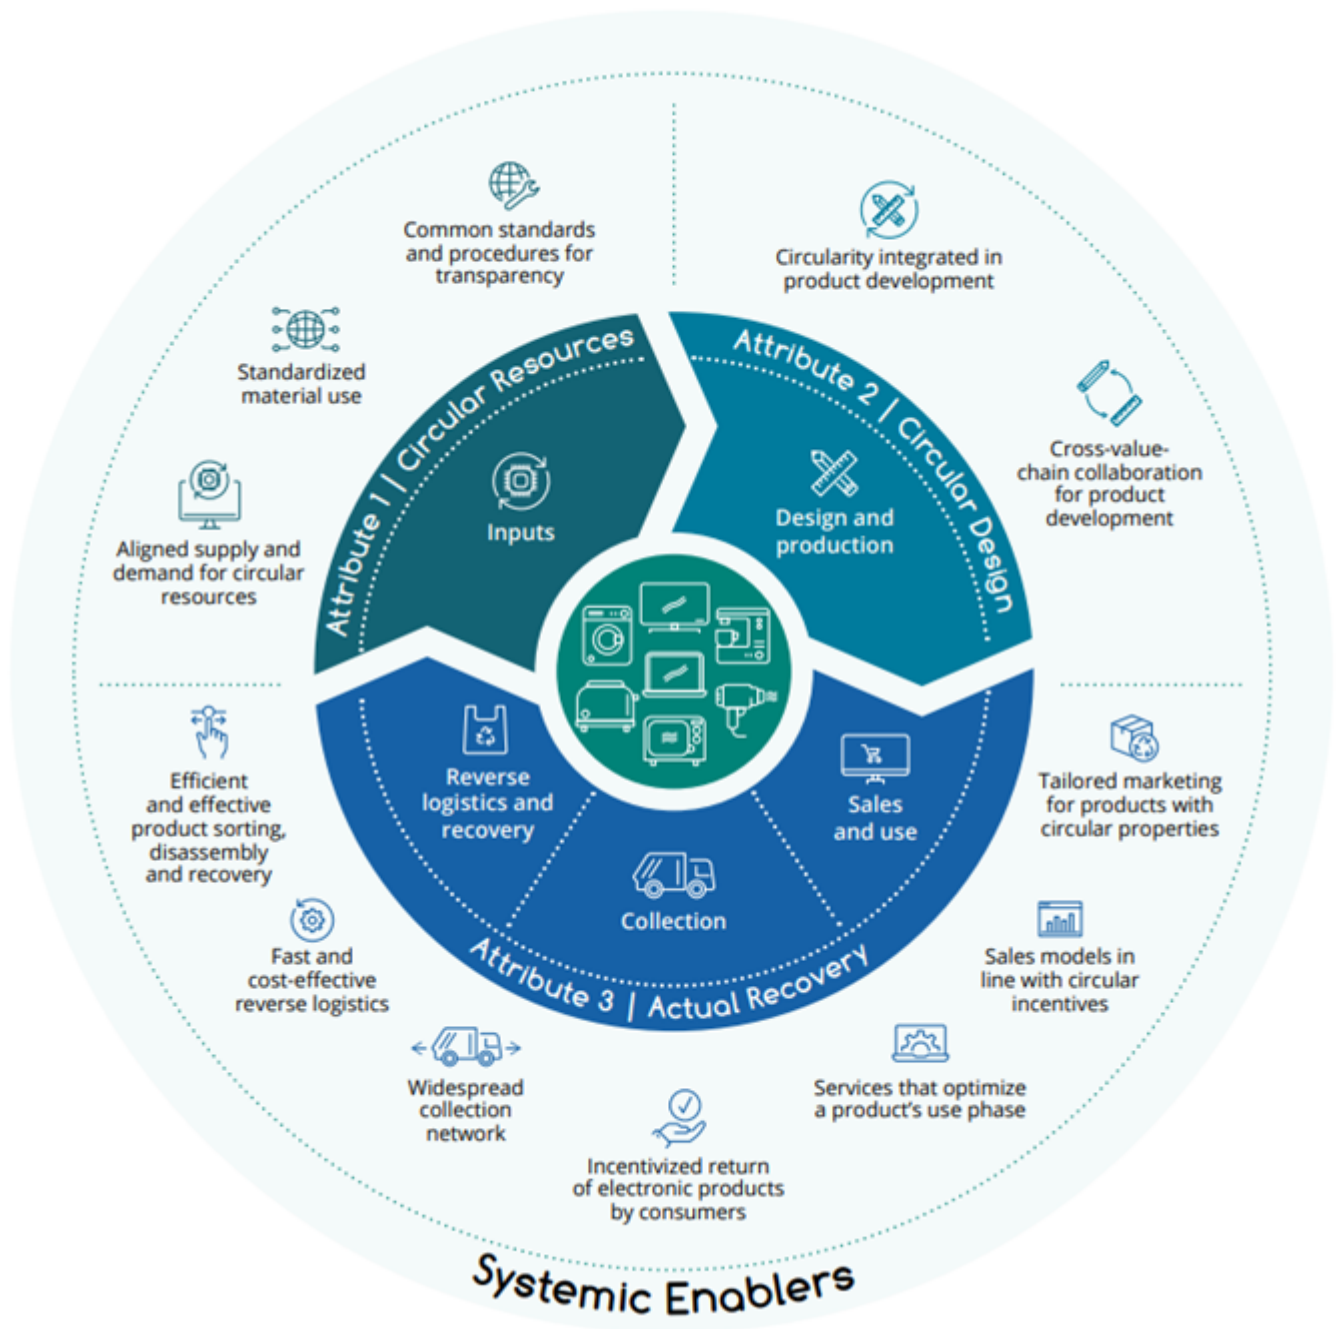 Common standards
and procedures for
transparency
Circularity integrated in
product development
Standardized
material use
Cross-value-
chain collaboration
for product
development
Aligned supply and
demand for circular
resources
Attribute 1 | Circular Resources
Inputs
Attribute 2 | Circular Design
Design and
production
Reverse
logistics and
recovery
Collection
Sales
and use
Attribute 3 | Actual Recovery
Efficient
and effective
product sorting,
disassembly
and recovery
Tailored marketing
for products with
circular properties
Fast and
cost-effective
reverse logistics
Sales models in
line with circular
incentives
Widespread
collection
network
Services that optimize
a product's use phase
Incentivized return
of electronic products
by consumers
Systemic Enablers